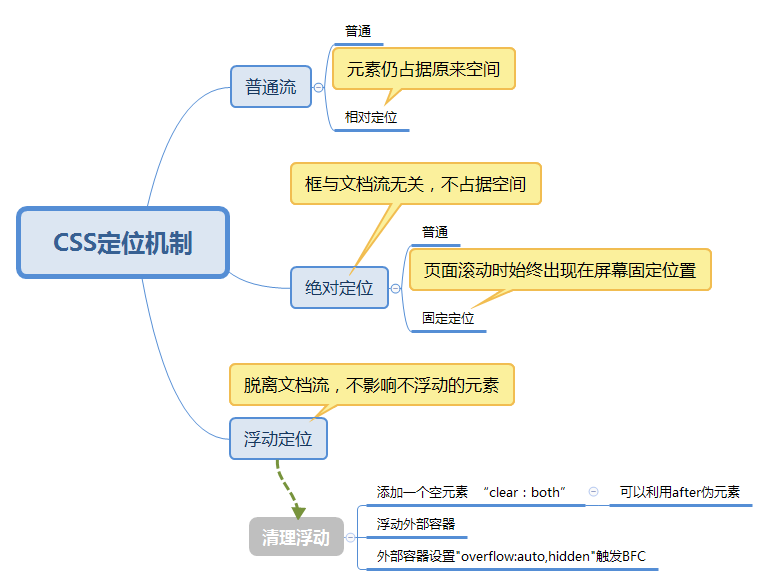 CSS定位机制
普通流
普通
元素仍占据原来空间
相对定位
框与文档流无关，不占据空间
绝对定位
普通
页面滚动时始终出现在屏幕固定位置
固定定位
脱离文档流，不影响不浮动的元素
浮动定位
清理浮动
添加一个空元素 “clear：both”
可以利用after伪元素
浮动外部容器
外部容器设置"overflow:auto,hidden"触发BFC